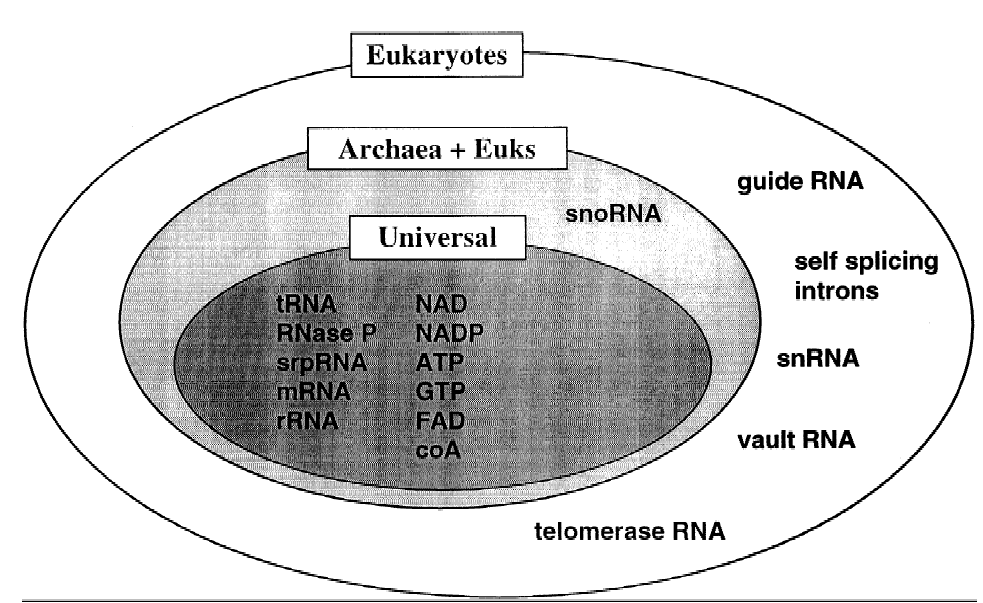 Eukaryotes
Archaea + Euks
guide RNA
snoRNA
Universal
self splicing
introns
tRNA NAD
RNase P NADP
srpRNA ATP
mRNA GTP
rRNA FAD
coA
snRNA
vault RNA
telomerase RNA